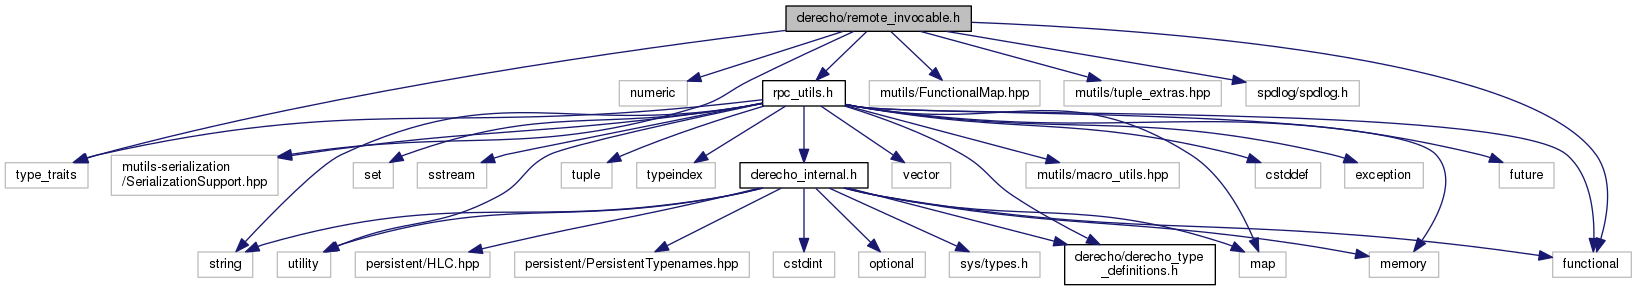 derecho/remote_invocable.h
numeric
rpc_utils.h
mutils/FunctionalMap.hpp
mutils/tuple_extras.hpp
spdlog/spdlog.h
type_traits
mutils-serialization
/SerializationSupport.hpp
set
sstream
tuple
typeindex
derecho_internal.h
vector
mutils/macro_utils.hpp
cstddef
exception
future
string
utility
persistent/HLC.hpp
persistent/PersistentTypenames.hpp
cstdint
optional
sys/types.h
derecho/derecho_type
_definitions.h
map
memory
functional